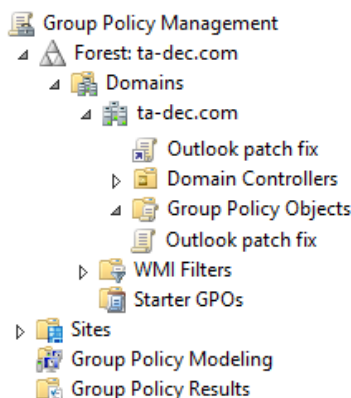 Group Policy Management
Forest: ta-dec.com
Domains
ta-dec.com
Outlook patch fix
Domain Controllers
Group Policy Objects
Outlook patch fix
WMI Filters
Starter GPOs
Sites
Group Policy Modeling
Group Policy Results